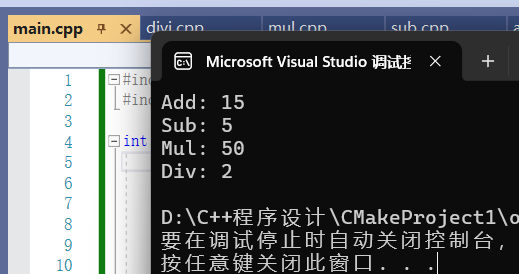 main.cpp divi.cpp mul.cpp sub.cpp
Microsoft Visual Studio 调试
1 #in
2 #in
3
4 int
5
6
7
8
9
10
Add: 15
Sub: 5
Mul: 50
Div: 2
D:\C++程序设计\CMakeProject1\o
要在调试停止时自动关闭控制台,
按任意键关闭此窗口. . .